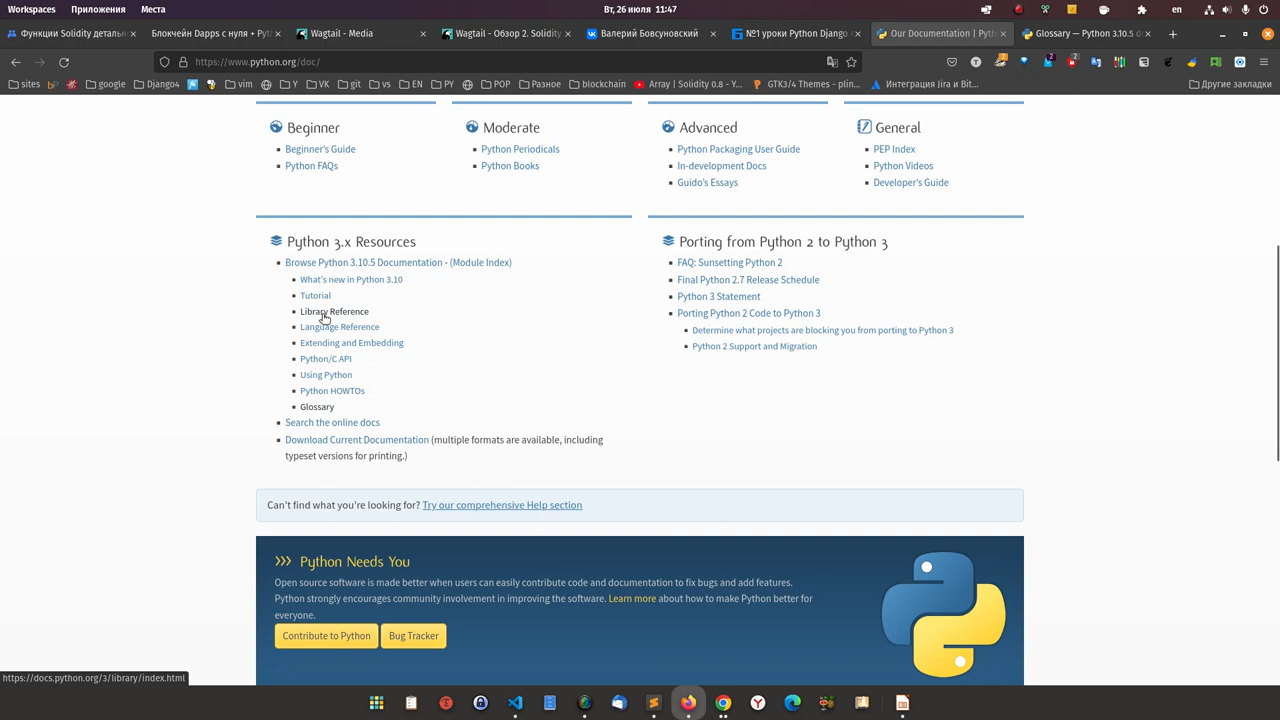 Workspaces Приложения Места Вт, 26 июля 11:47 en
Функции Solidity деталь Блокчейн Dapps с нуля + Pyt Wagtail - Media Wagtail - Обзор 2. Solidity Валерий Бовсуновский №1 уроки Python Django Our Documentation | Pyth Glossary — Python 3.10.5 d
https://www.python.org/doc/
sites bp google Django4 vim Y VK git vs EN PY POP Разное blockchain Array | Solidity 0.8 - Y... GTK3/4 Themes - plin... Интеграция Jira и Bit... Другие закладки
Beginner Moderate Advanced General
Beginner's Guide Python Periodicals Python Packaging User Guide PEP Index
Python FAQs Python Books In-development Docs Python Videos
Guido's Essays Developer's Guide
Python 3.x Resources
Browse Python 3.10.5 Documentation - (Module Index)
What's new in Python 3.10
Tutorial
Library Reference
Language Reference
Extending and Embedding
Python/C API
Using Python
Python HOWTOs
Glossary
Search the online docs
Download Current Documentation (multiple formats are available, including
typeset versions for printing.)
Porting from Python 2 to Python 3
FAQ: Sunsetting Python 2
Final Python 2.7 Release Schedule
Python 3 Statement
Porting Python 2 Code to Python 3
Determine what projects are blocking you from porting to Python 3
Python 2 Support and Migration
Can't find what you're looking for? Try our comprehensive Help section
>>> Python Needs You
Open source software is made better when users can easily contribute code and documentation to fix bugs and add features.
Python strongly encourages community involvement in improving the software. Learn more about how to make Python better for
everyone.
Contribute to Python Bug Tracker
https://docs.python.org/3/library/index.html